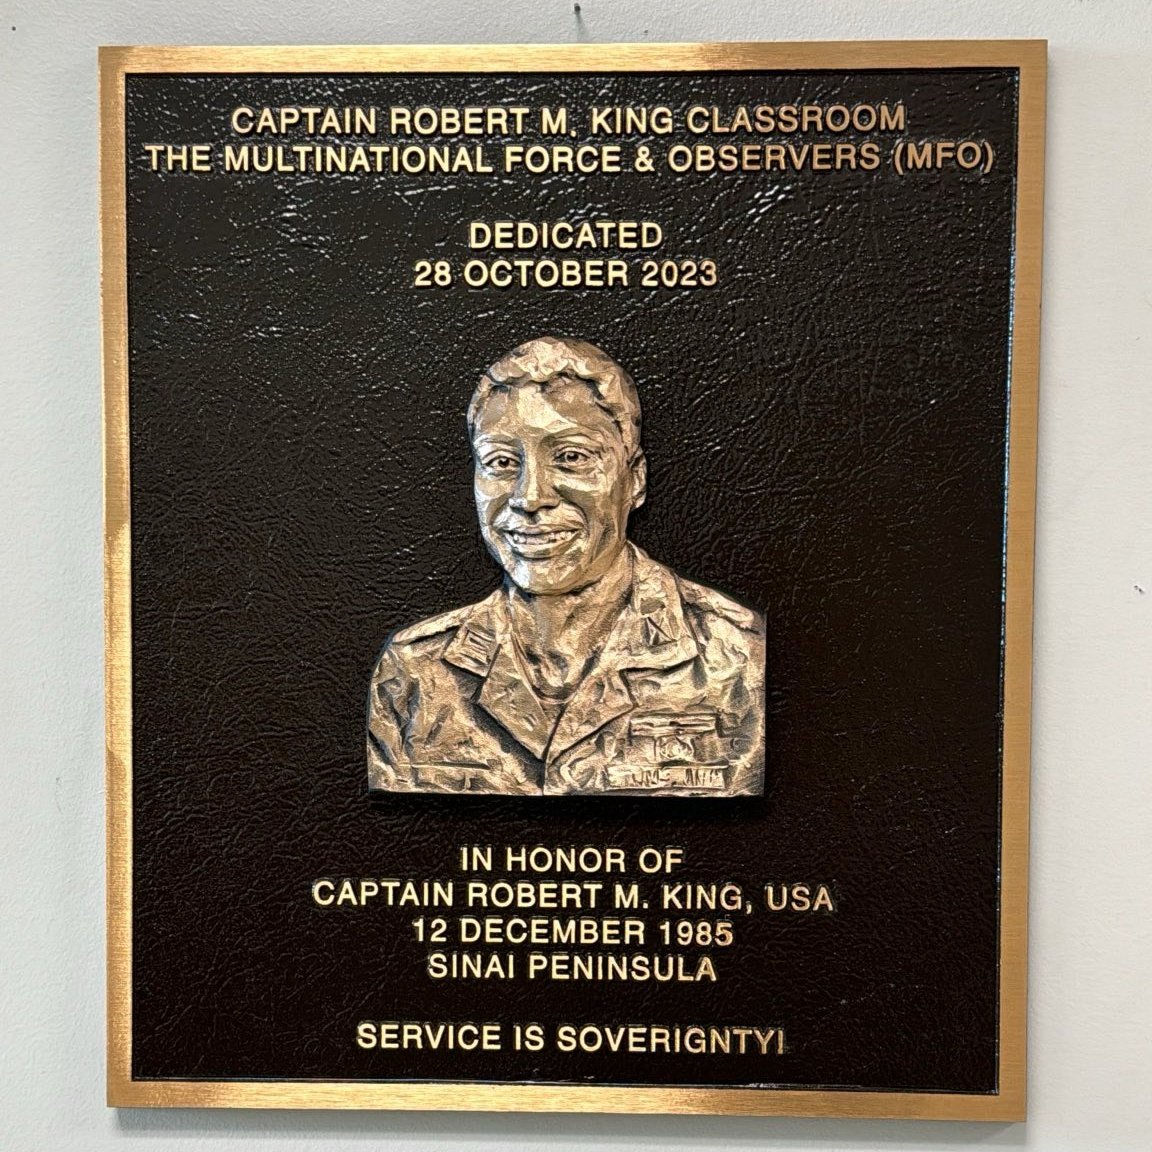 CAPTAIN ROBERT M. KING CLASSROOM
THE MULTINATIONAL FORCE & OBSERVERS (MFO)
DEDICATED
28 OCTOBER 2023
IN HONOR OF
CAPTAIN ROBERT M. KING, USA
12 DECEMBER 1985
SINAI PENINSULA
SERVICE IS SOVERIGNTY!